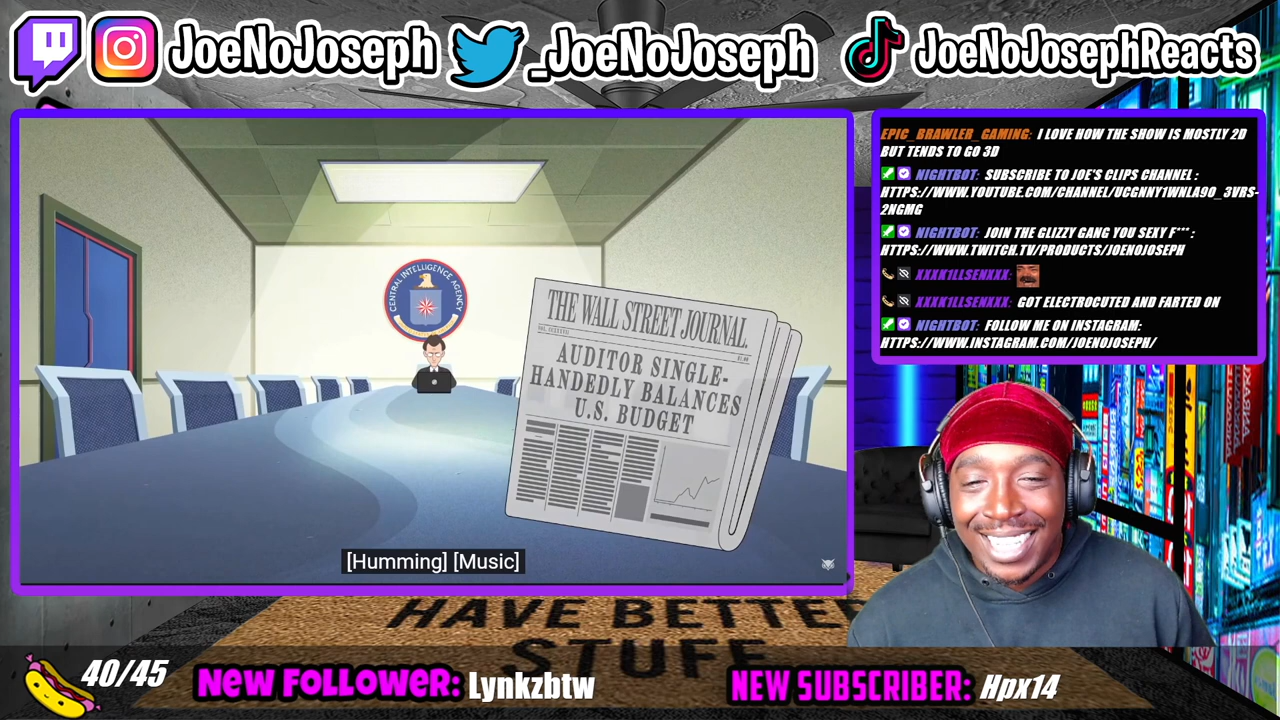 JoeNoJoseph
_JoeNoJoseph
JoeNoJosephReacts
CENTRAL INTELLIGENCE AGENCY
THE WALL STREET JOURNAL.
AUDITOR SINGLE-
HANDEDLY BALANCES
U.S. BUDGET
[Humming] [Music]
EPIC_BRAWLER_GAMING: I LOVE HOW THE SHOW IS MOSTLY 2D
BUT TENDS TO GO 3D
NIGHTBOT: SUBSCRIBE TO JOE'S CLIPS CHANNEL :
HTTPS://WWW.YOUTUBE.COM/CHANNEL/UCGNNY1WNLA9O_3VRS-
2NGMG
NIGHTBOT: JOIN THE GLIZZY GANG YOU SEXY F*** :
HTTPS://WWW.TWITCH.TV/PRODUCTS/JOENOJOSEPH
XXXK1LLSENXXX:
XXXK1LLSENXXX: GOT ELECTROCUTED AND FARTED ON
NIGHTBOT: FOLLOW ME ON INSTAGRAM:
HTTPS://WWW.INSTAGRAM.COM/JOENOJOSEPH/
HAVE BETTER
STUFF
40/45
NEW FOLLOWER: Lynkzbtw
NEW SUBSCRIBER: Hpx14